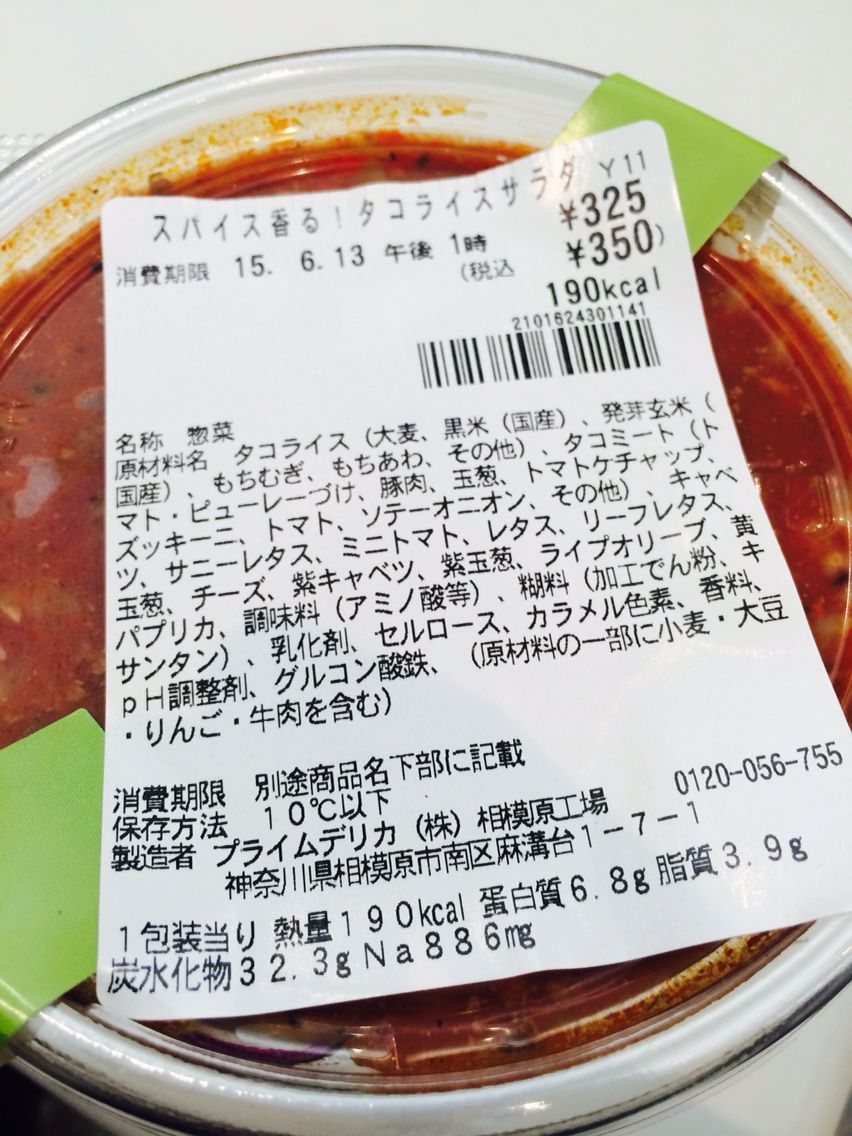 スパイス香る！タコライスサラダ Y11
¥325
消費期限 15. 6.13 午後 1時 (税込 ¥350)
190kcal
2101624301141
名称 惣菜
原材料名 タコライス（大麦、黒米（国産）、発芽玄米（
国産）、もちむぎ、もちあわ、その他）、タコミート（ト
マト・ピューレーづけ、豚肉、玉葱、トマトケチャップ、
ズッキーニ、トマト、ソテーオニオン、その他）、キャベ
ツ、サニーレタス、ミニトマト、レタス、リーフレタス、
玉葱、チーズ、紫キャベツ、紫玉葱、ライプオリーブ、黄
パプリカ、調味料（アミノ酸等）、糊料（加工でん粉、キ
サンタン）、乳化剤、セルロース、カラメル色素、香料、
pH調整剤、グルコン酸鉄、（原材料の一部に小麦・大豆
・りんご・牛肉を含む）
消費期限 別途商品名下部に記載
保存方法 10℃以下
0120-056-755
製造者 プライムデリカ（株）相模原工場
神奈川県相模原市南区麻溝台1-7-1
1包装当り 熱量190kcal 蛋白質6.8g 脂質3.9g
炭水化物32.3g Na886mg